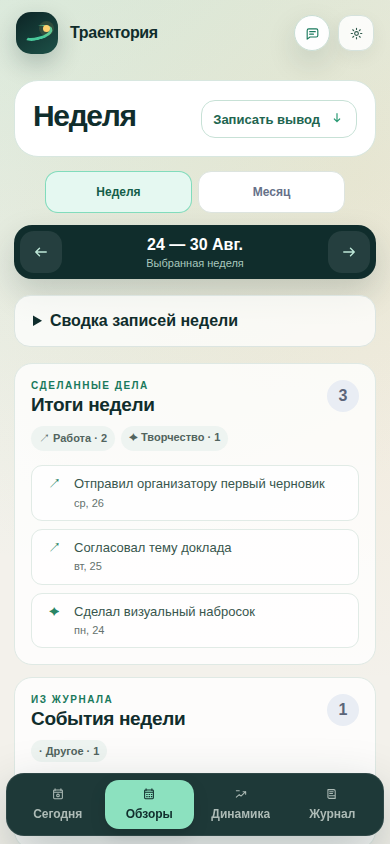 Траектория
Неделя
Записать вывод ↓
Неделя
Месяц
←
24 — 30 Авг.
Выбранная неделя
→
▶ Сводка записей недели
СДЕЛАННЫЕ ДЕЛА
Итоги недели
3
Работа · 2
Творчество · 1
Отправил организатору первый черновик
ср, 26
Согласовал тему доклада
вт, 25
Сделал визуальный набросок
пн, 24
ИЗ ЖУРНАЛА
События недели
1
· Другое · 1
Сегодня
Обзоры
Динамика
Журнал